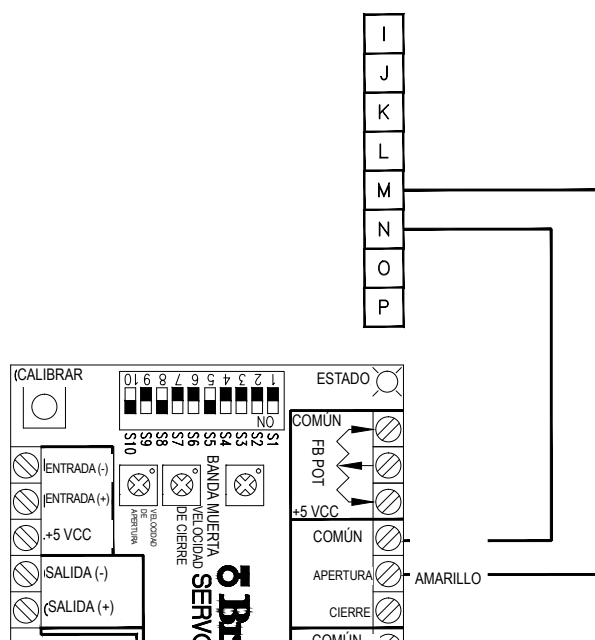 I
J
K
L
M
N
O
P
CALIBRAR
10 9 8 7 6 5 4 3 2 1
ON
S10 S9 S8 S7 S6 S5 S4 S3 S2 S1
ESTADO
COMÚN
FB POT
+5 VCC
ENTRADA (-)
ENTRADA (+)
+5 VCC
SALIDA (-)
SALIDA (+)
VELOCIDAD
DE
APERTURA
VELOCIDAD
DE CIERRE
BANDA MUERTA
COMÚN
APERTURA
AMARILLO
CIERRE
COMÚN